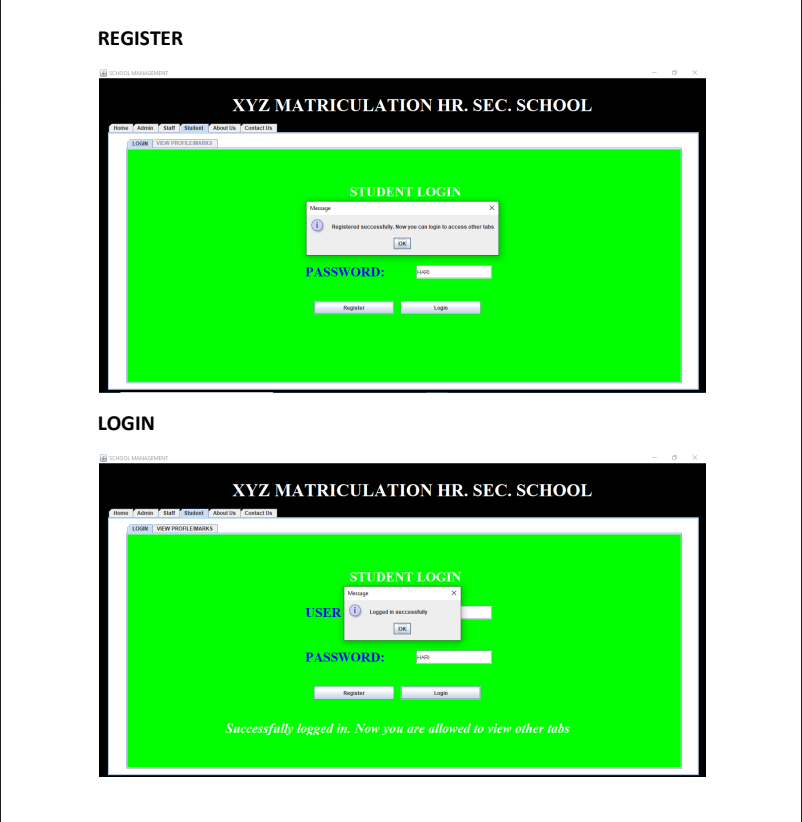 REGISTER
SCHOOL MANAGEMENT
XYZ MATRICULATION HR. SEC. SCHOOL
Home Admin Staff Student About Us Contact Us
LOGIN VIEW PROFILE/MARKS
STUDENT LOGIN
Message
Registered successfully. Now you can login to access other tabs
OK
PASSWORD: HARI
Register Login
LOGIN
SCHOOL MANAGEMENT
XYZ MATRICULATION HR. SEC. SCHOOL
Home Admin Staff Student About Us Contact Us
LOGIN VIEW PROFILE/MARKS
STUDENT LOGIN
Message
USER
Logged in successfully
OK
PASSWORD: HARI
Register Login
Successfully logged in. Now you are allowed to view other tabs